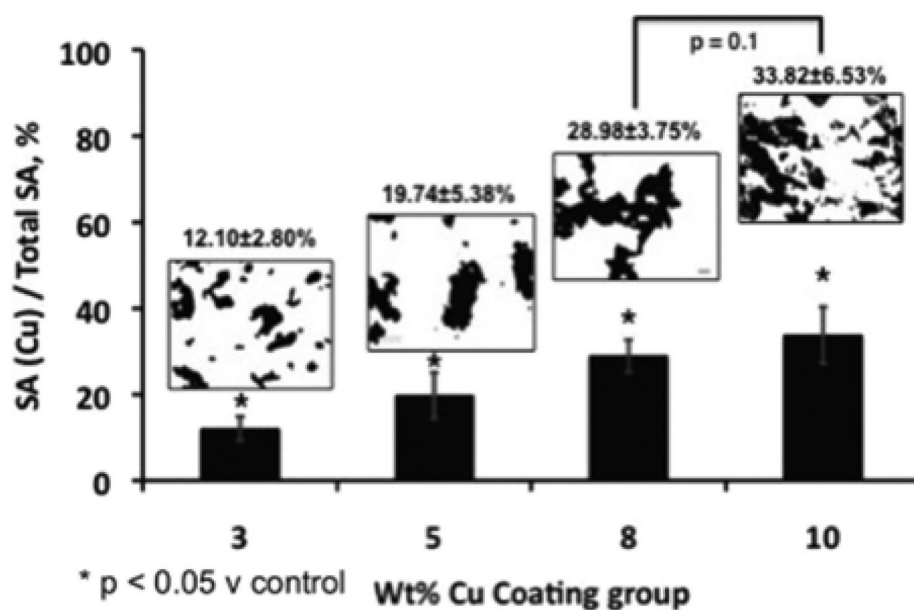 p = 0.1
33.82±6.53%
28.98±3.75%
19.74±5.38%
12.10±2.80%
SA (Cu) / Total SA, %
100
80
60
40
20
0
*
*
*
*
3 5 8 10
* p < 0.05 v control
Wt% Cu Coating group